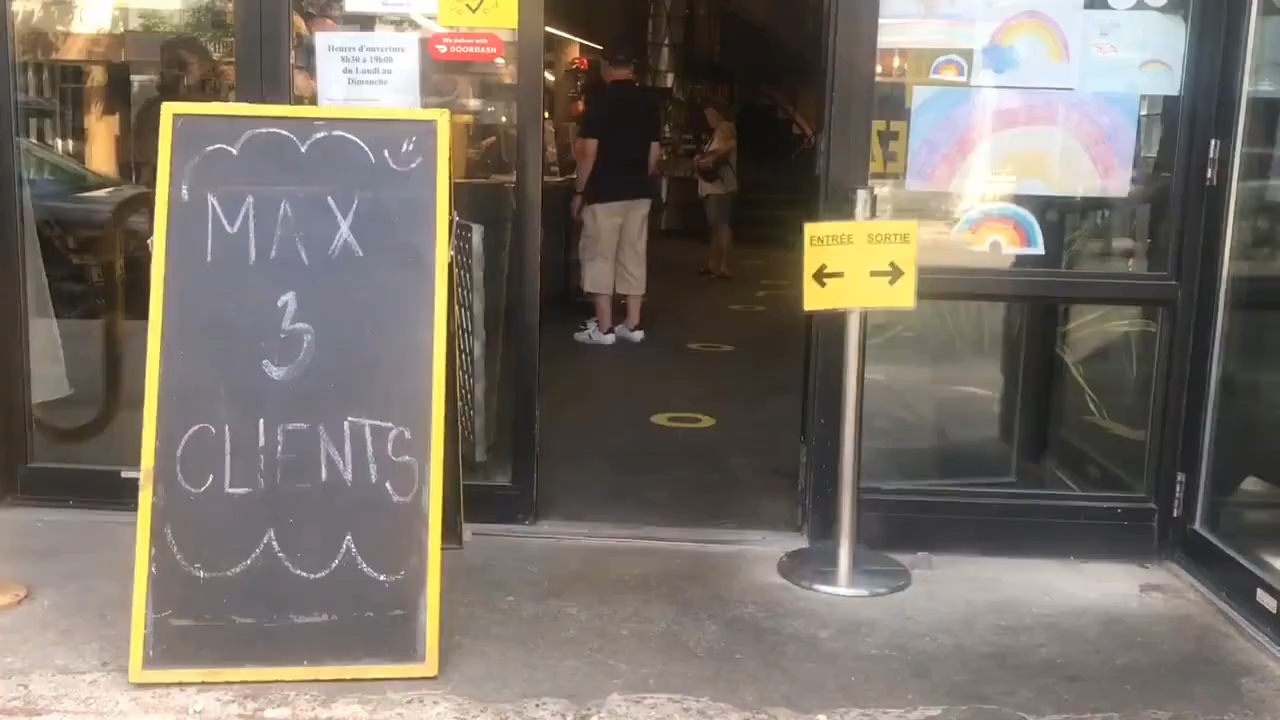 Heures d'ouverture
8h30 à 19h00
du Lundi au
Dimanche
We deliver with
DOORDASH
MAX
3
CLIENTS
ENTRÉE SORTIE